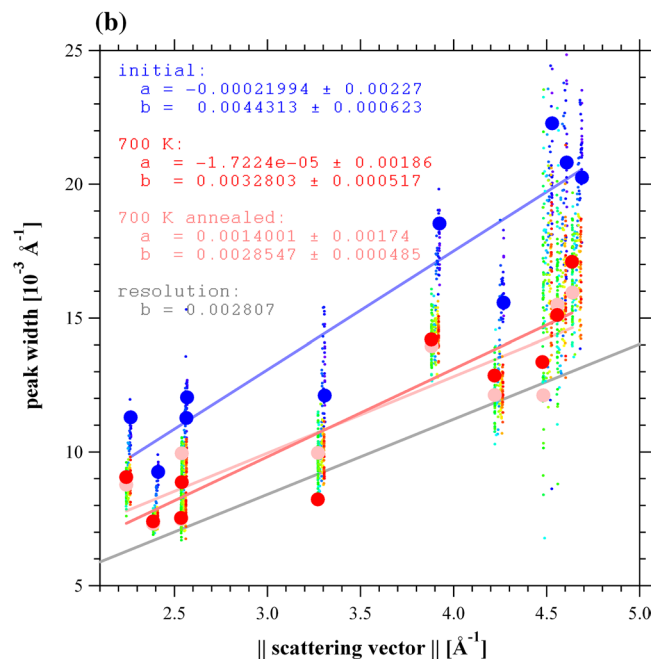 (b)
25
20
15
10
5
peak width [10⁻³ Å⁻¹]
initial:
a = −0.00021994 ± 0.00227
b = 0.0044313 ± 0.000623
700 K:
a = −1.7224e−05 ± 0.00186
b = 0.0032803 ± 0.000517
700 K annealed:
a = 0.0014001 ± 0.00174
b = 0.0028547 ± 0.000485
resolution:
b = 0.002807
2.5 3.0 3.5 4.0 4.5 5.0
|| scattering vector || [Å⁻¹]